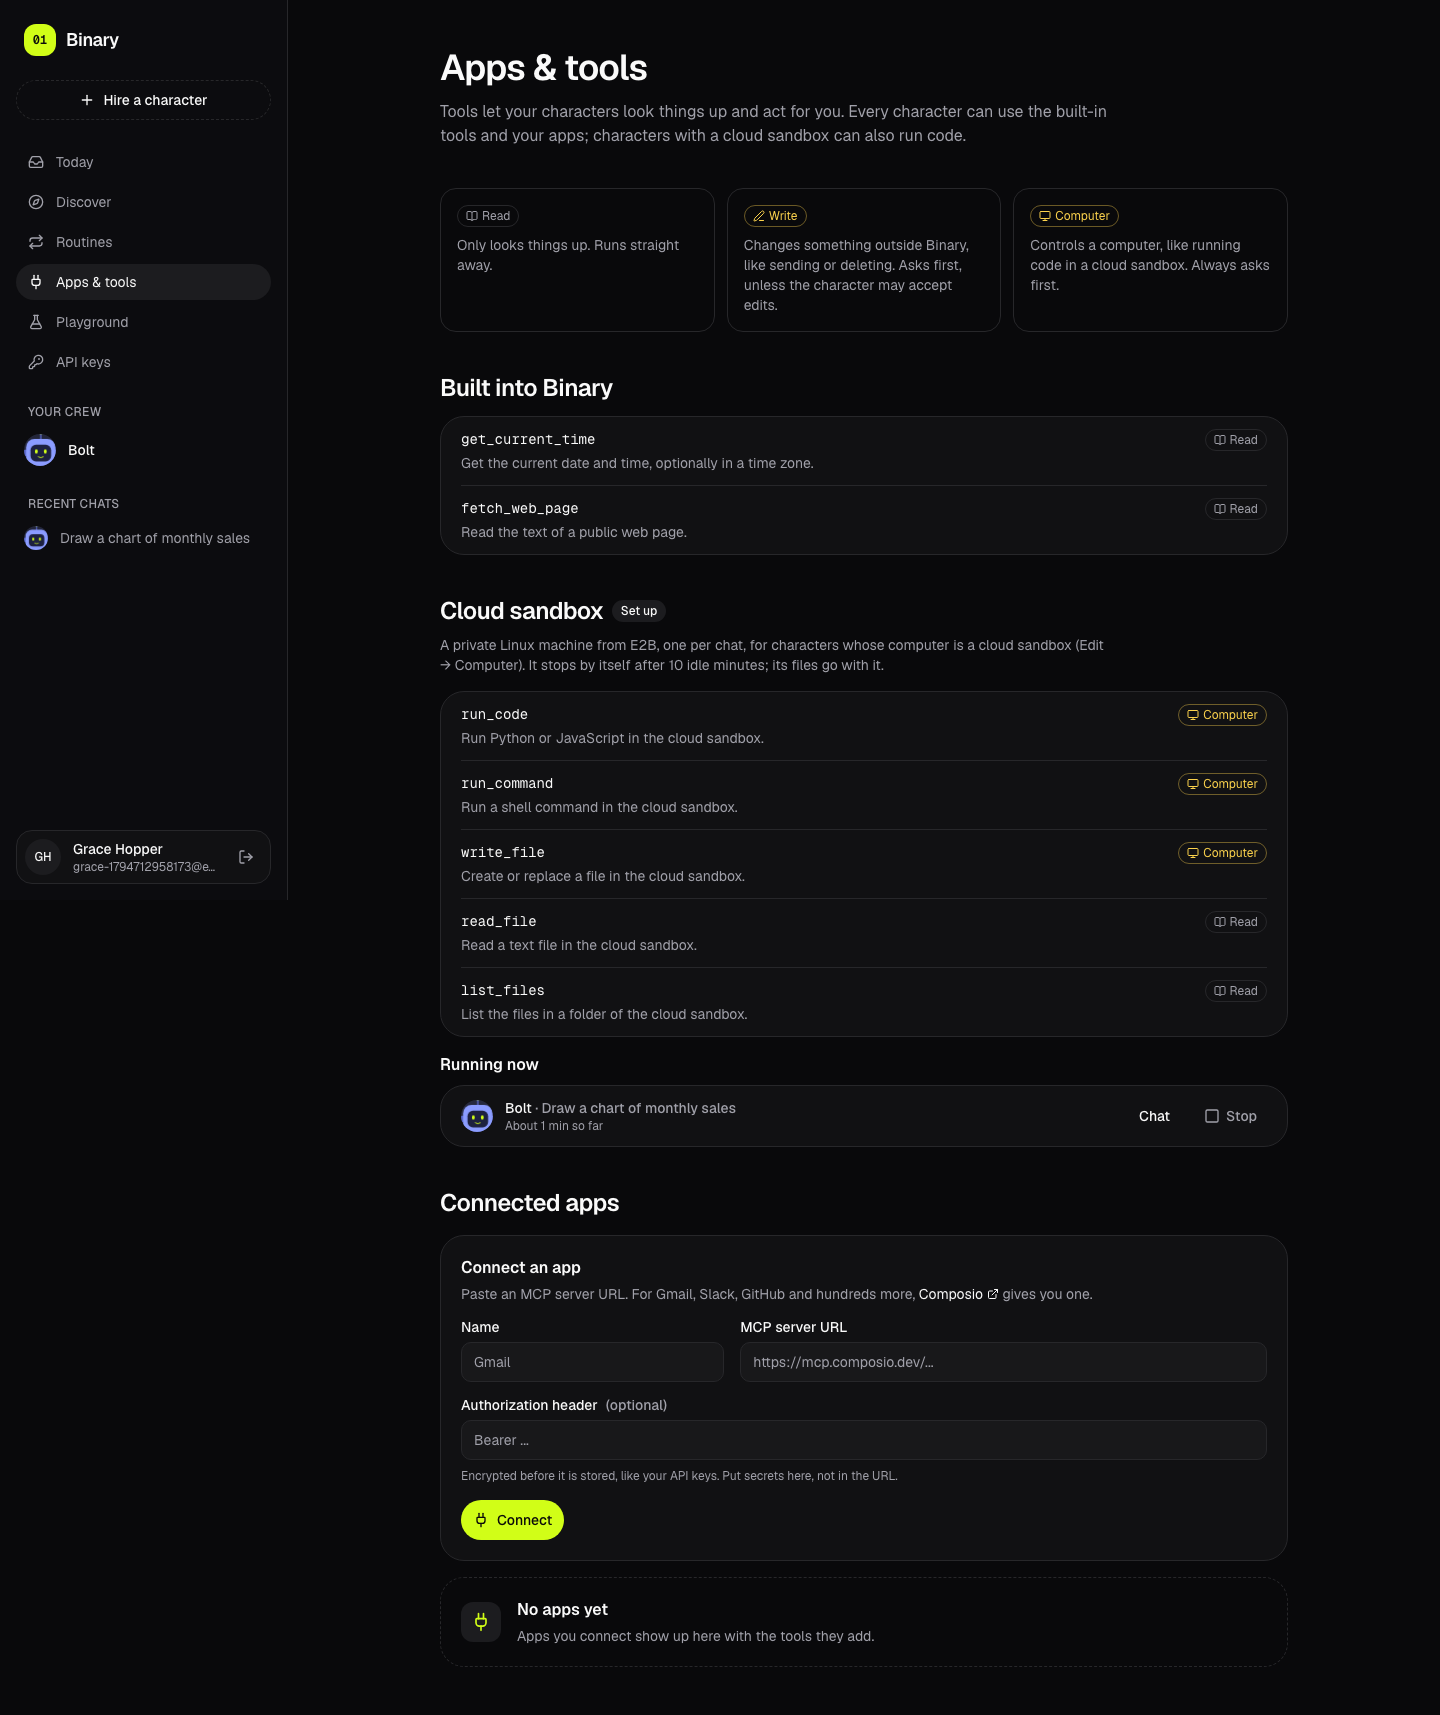 01 Binary
Hire a character
Today
Discover
Routines
Apps & tools
Playground
API keys
YOUR CREW
Bolt
RECENT CHATS
Draw a chart of monthly sales
GH
Grace Hopper
grace-1794712958173@e...
Apps & tools
Tools let your characters look things up and act for you. Every character can use the built-in
tools and your apps; characters with a cloud sandbox can also run code.
Read
Only looks things up. Runs straight
away.
Write
Changes something outside Binary,
like sending or deleting. Asks first,
unless the character may accept
edits.
Computer
Controls a computer, like running
code in a cloud sandbox. Always asks
first.
Built into Binary
get_current_time Read
Get the current date and time, optionally in a time zone.
fetch_web_page Read
Read the text of a public web page.
Cloud sandbox Set up
A private Linux machine from E2B, one per chat, for characters whose computer is a cloud sandbox (Edit
→ Computer). It stops by itself after 10 idle minutes; its files go with it.
run_code Computer
Run Python or JavaScript in the cloud sandbox.
run_command Computer
Run a shell command in the cloud sandbox.
write_file Computer
Create or replace a file in the cloud sandbox.
read_file Read
Read a text file in the cloud sandbox.
list_files Read
List the files in a folder of the cloud sandbox.
Running now
Bolt · Draw a chart of monthly sales
About 1 min so far
Chat Stop
Connected apps
Connect an app
Paste an MCP server URL. For Gmail, Slack, GitHub and hundreds more, Composio gives you one.
Name
Gmail
MCP server URL
https://mcp.composio.dev/...
Authorization header (optional)
Bearer ...
Encrypted before it is stored, like your API keys. Put secrets here, not in the URL.
Connect
No apps yet
Apps you connect show up here with the tools they add.